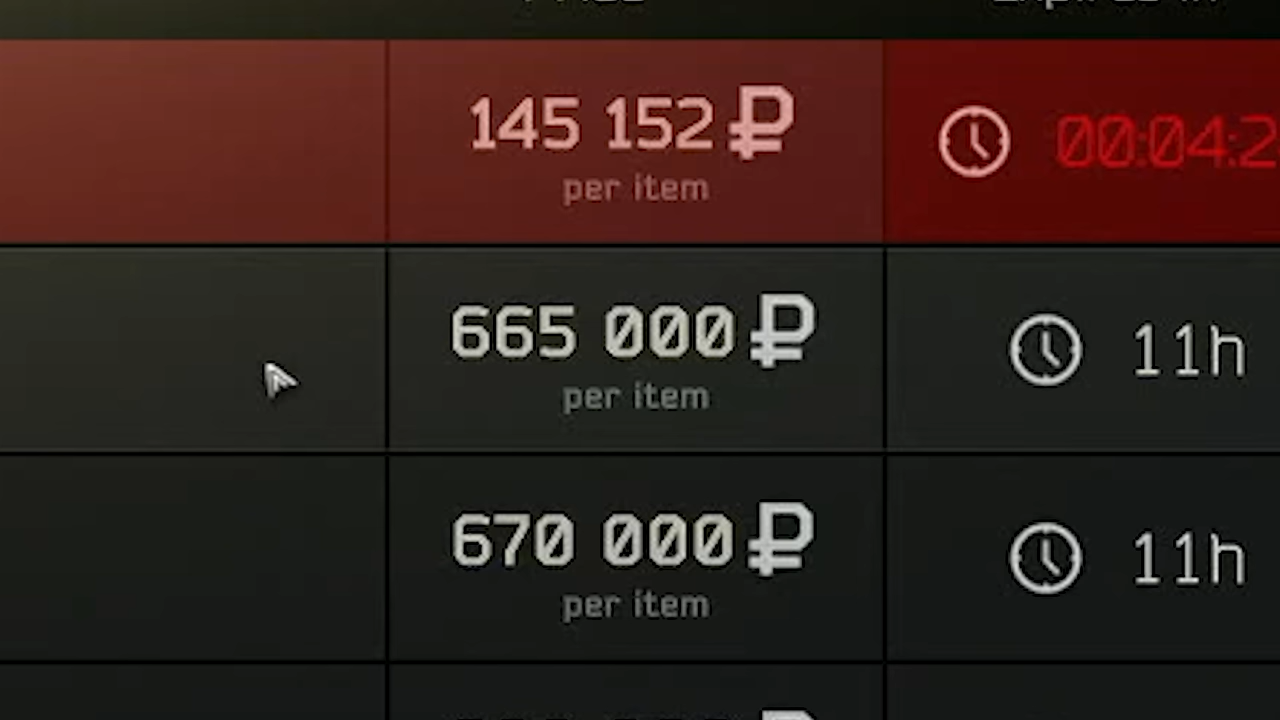 145 152 ₽
per item
00:04:2
665 000 ₽
per item
11h
670 000 ₽
per item
11h